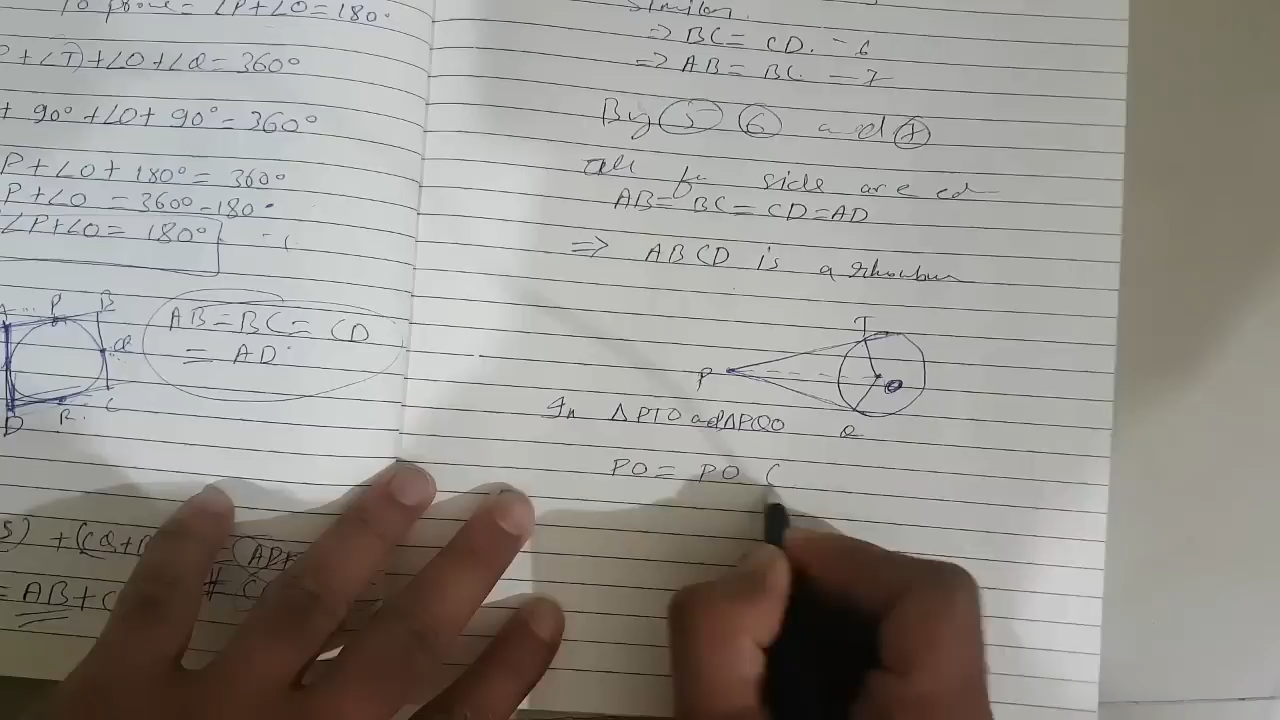 To prove = ∠P+∠O=180°
P+∠T)+∠O+∠Q=360°
+ 90°+∠O+ 90°=360°
P+∠O+ 180°= 360°
P+∠O = 360°-180°
∠P+∠O= 180°
A P B
Q
D R C
AB=BC= CD
= AD
S) +(CQ+
= AB+C
#
Similar
⇒ BC= CD. -6
⇒ AB= BC -7
By 5 6 and 7
all side are
AB= BC=CD=AD
⇒ ABCD is a rhombus
T
P O
Q
In ΔPTO and ΔPQO
PO= PO (